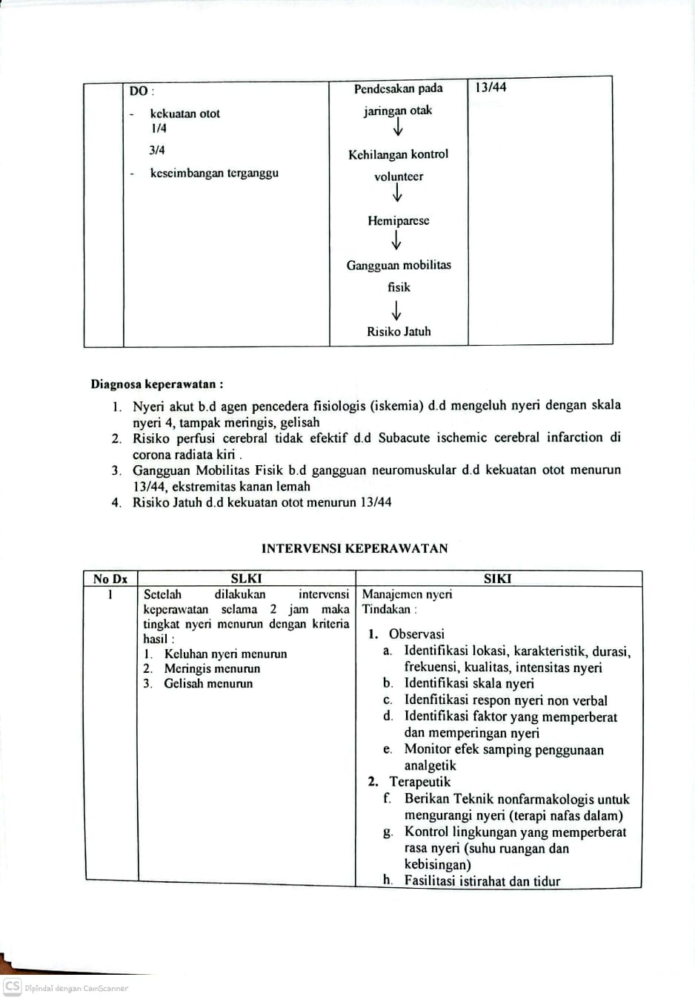 DO :
- kekuatan otot
1/4
3/4
- keseimbangan terganggu
Pendesakan pada
jaringan otak
↓
Kehilangan kontrol
volunteer
↓
Hemiparese
↓
Gangguan mobilitas
fisik
↓
Risiko Jatuh
13/44
Diagnosa keperawatan :
1. Nyeri akut b.d agen pencedera fisiologis (iskemia) d.d mengeluh nyeri dengan skala
nyeri 4, tampak meringis, gelisah
2. Risiko perfusi cerebral tidak efektif d.d Subacute ischemic cerebral infarction di
corona radiata kiri .
3. Gangguan Mobilitas Fisik b.d gangguan neuromuskular d.d kekuatan otot menurun
13/44, ekstremitas kanan lemah
4. Risiko Jatuh d.d kekuatan otot menurun 13/44
INTERVENSI KEPERAWATAN
No Dx SLKI SIKI
1
Setelah dilakukan intervensi
keperawatan selama 2 jam maka
tingkat nyeri menurun dengan kriteria
hasil :
1. Keluhan nyeri menurun
2. Meringis menurun
3. Gelisah menurun
Manajemen nyeri
Tindakan :
1. Observasi
a. Identifikasi lokasi, karakteristik, durasi,
frekuensi, kualitas, intensitas nyeri
b. Identifikasi skala nyeri
c. Idenfitikasi respon nyeri non verbal
d. Identifikasi faktor yang memperberat
dan memperingan nyeri
e. Monitor efek samping penggunaan
analgetik
2. Terapeutik
f. Berikan Teknik nonfarmakologis untuk
mengurangi nyeri (terapi nafas dalam)
g. Kontrol lingkungan yang memperberat
rasa nyeri (suhu ruangan dan
kebisingan)
h. Fasilitasi istirahat dan tidur
CS Dipindai dengan CamScanner